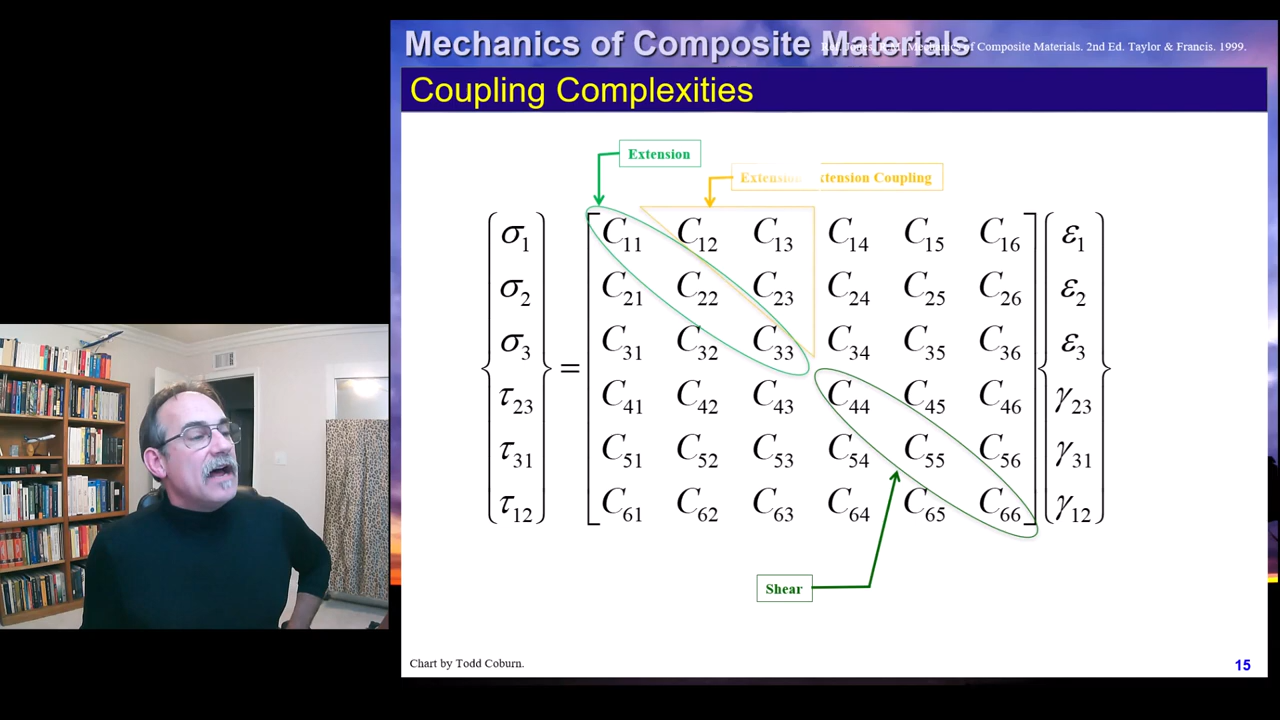 Mechanics of Composite Materials
Mechanics of Composite Materials. 2nd Ed. Taylor & Francis. 1999.
Coupling Complexities
Extension
Extension Coupling
σ1 C11 C12 C13 C14 C15 C16 ε1
σ2 C21 C22 C23 C24 C25 C26 ε2
σ3 C31 C32 C33 C34 C35 C36 ε3
=
τ23 C41 C42 C43 C44 C45 C46 γ23
τ31 C51 C52 C53 C54 C55 C56 γ31
τ12 C61 C62 C63 C64 C65 C66 γ12
Shear
Chart by Todd Coburn.
15